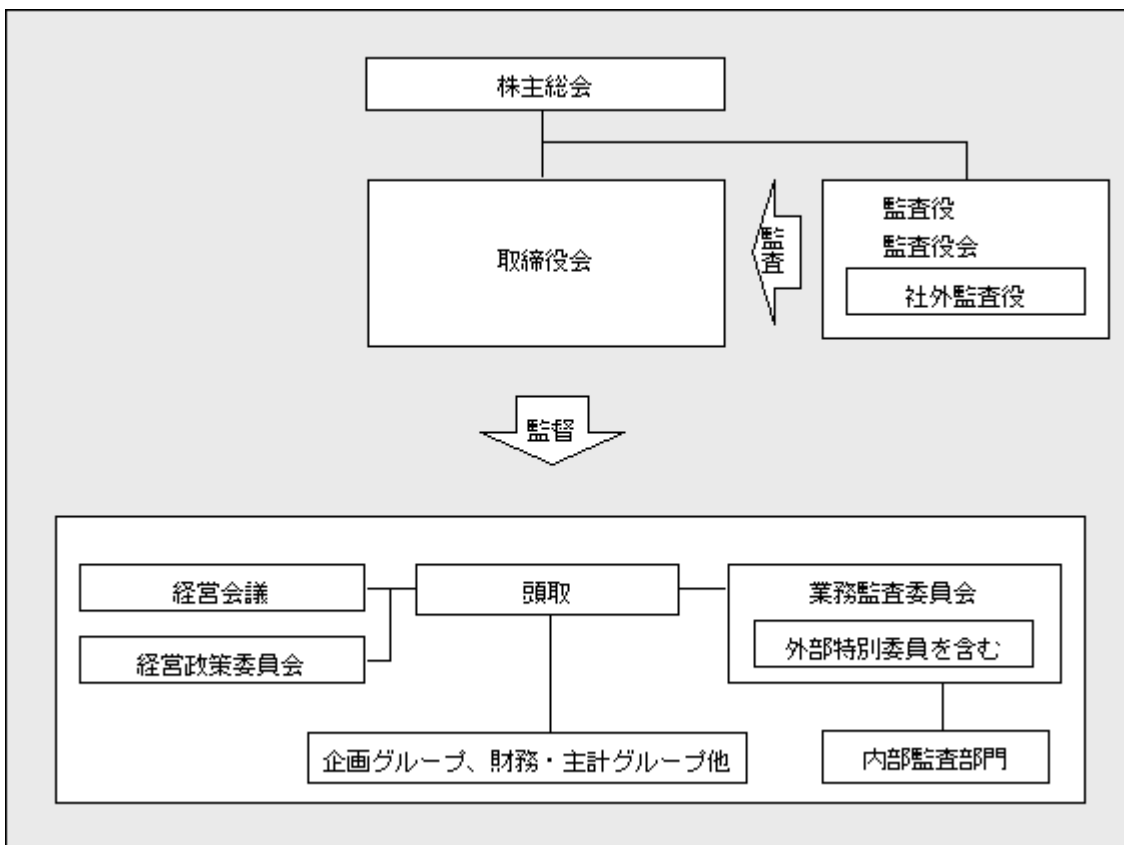 株主総会
取締役会
監査
監査役
監査役会
社外監査役
監督
経営会議
頭取
業務監査委員会
外部特別委員を含む
経営政策委員会
企画グループ、財務・主計グループ他
内部監査部門